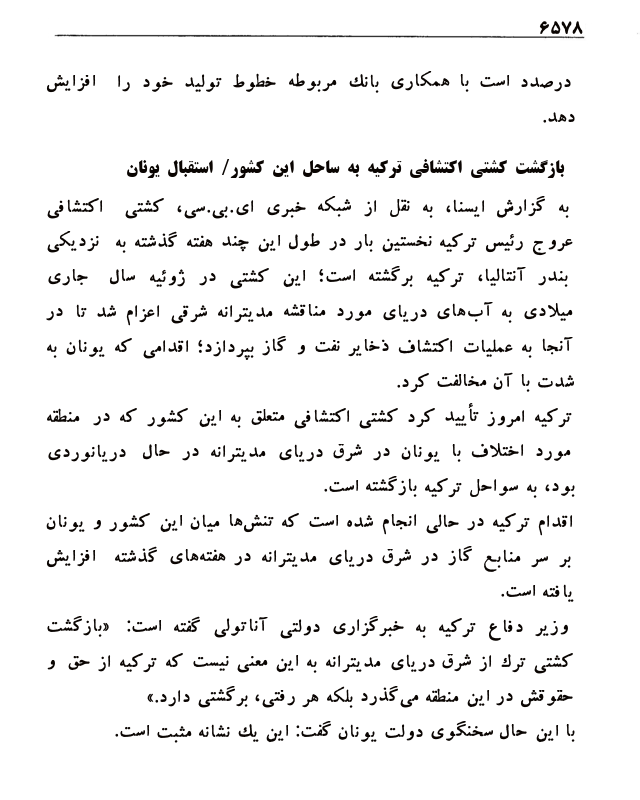 ۶۵۷۸
درصدد است با همکاری بانك مربوطه خطوط تولید خود را افزایش
دهد.
بازگشت کشتی اکتشافی ترکیه به ساحل این کشور/ استقبال یونان
به گزارش ایسنا، به نقل از شبکه خبری ای.بی.سی، کشتی اکتشافی
عروج رئیس ترکیه نخستین بار در طول این چند هفته گذشته به نزدیکی
بندر آنتالیا، ترکیه برگشته است؛ این کشتی در ژوئیه سال جاری
میلادی به آب‌های دریای مورد مناقشه مدیترانه شرقی اعزام شد تا در
آنجا به عملیات اکتشاف ذخایر نفت و گاز بپردازد؛ اقدامی که یونان به
شدت با آن مخالفت کرد.
ترکیه امروز تأیید کرد کشتی اکتشافی متعلق به این کشور که در منطقه
مورد اختلاف با یونان در شرق دریای مدیترانه در حال دریانوردی
بود، به سواحل ترکیه بازگشته است.
اقدام ترکیه در حالی انجام شده است که تنش‌ها میان این کشور و یونان
بر سر منابع گاز در شرق دریای مدیترانه در هفته‌های گذشته افزایش
یافته است.
وزیر دفاع ترکیه به خبرگزاری دولتی آناتولی گفته است: «بازگشت
کشتی ترك از شرق دریای مدیترانه به این معنی نیست که ترکیه از حق و
حقوقش در این منطقه می‌گذرد بلکه هر رفتی، برگشتی دارد.»
با این حال سخنگوی دولت یونان گفت: این یك نشانه مثبت است.